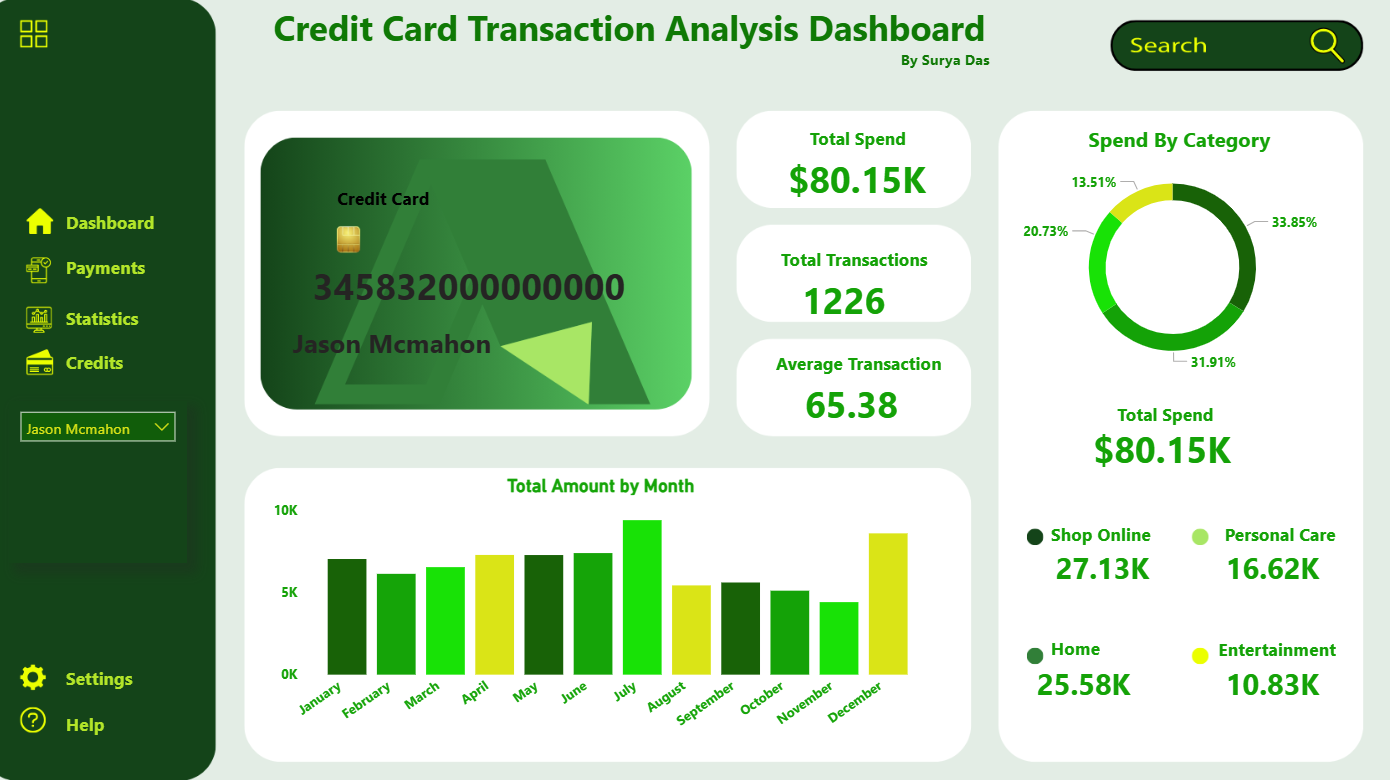 Credit Card Transaction Analysis Dashboard
By Surya Das
Search
Dashboard
Payments
Statistics
Credits
Jason Mcmahon
Settings
Help
Credit Card
345832000000000
Jason Mcmahon
Total Spend
$80.15K
Total Transactions
1226
Average Transaction
65.38
Total Amount by Month
10K
5K
0K
January
February
March
April
May
June
July
August
September
October
November
December
Spend By Category
13.51%
33.85%
20.73%
31.91%
Total Spend
$80.15K
Shop Online
27.13K
Personal Care
16.62K
Home
25.58K
Entertainment
10.83K